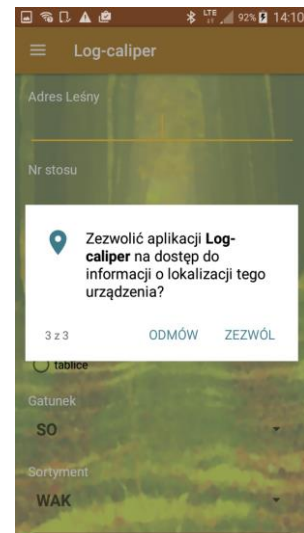 LTE 92% 14:10
Log-caliper
Adres Leśny
Nr stosu
Zezwolić aplikacji Log-
caliper na dostęp do
informacji o lokalizacji tego
urządzenia?
3 z 3 ODMÓW ZEZWÓL
tablice
Gatunek
SO
Sortyment
WAK